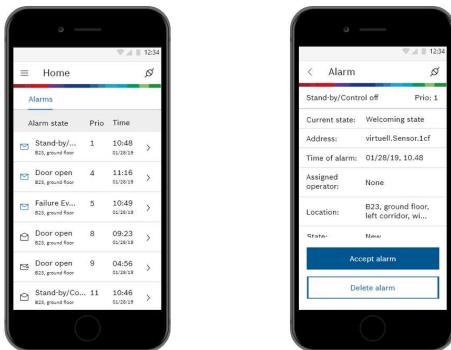 12:34
Home
Alarms
Alarm state Prio Time
Stand-by/... 1 10:48
B23, ground floor 01/28/19
Door open 4 11:16
B23, ground floor 01/28/19
Failure Ev... 5 10:49
B23, ground floor 01/28/19
Door open 8 09:23
B23, ground floor 01/28/19
Door open 9 04:56
B23, ground floor 01/28/19
Stand-by/Co... 11 10:46
B23, ground floor 01/28/19
12:34
Alarm
Stand-by/Control off Prio: 1
Current state: Welcoming state
Address: virtuell.Sensor.1cf
Time of alarm: 01/28/19, 10.48
Assigned
operator: None
Location: B23, ground floor,
left corridor, wi...
State: New
Accept alarm
Delete alarm